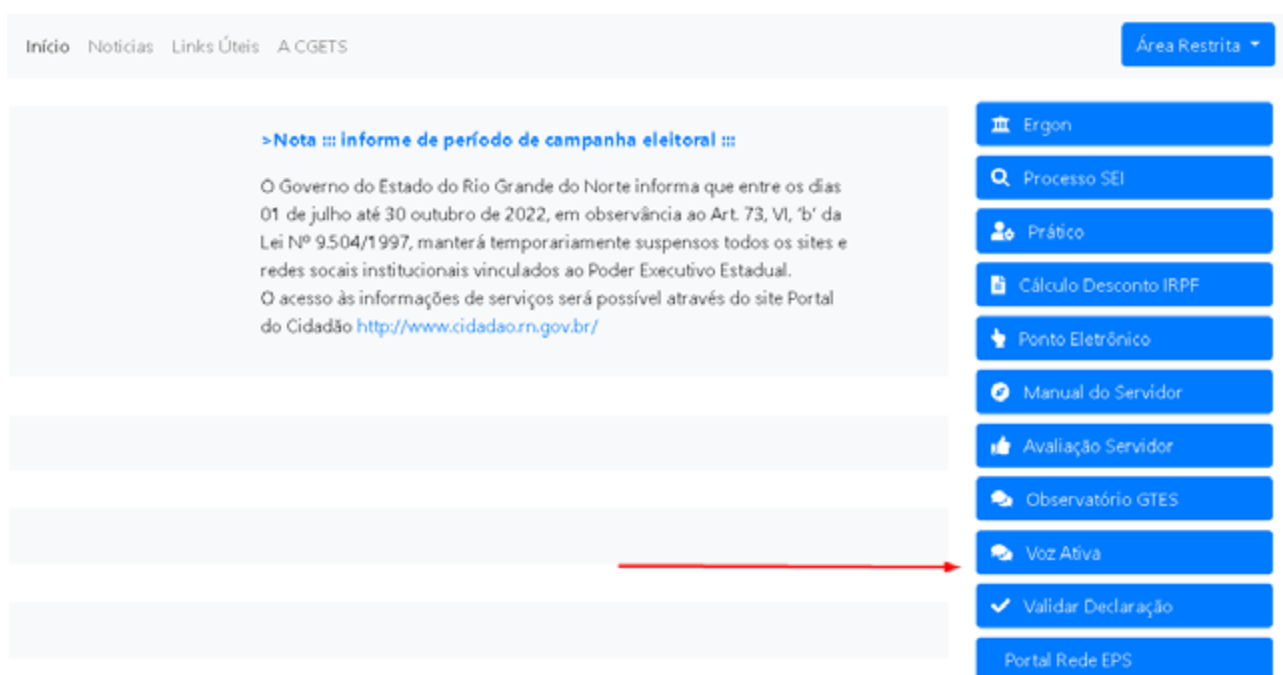 Início Noticias Links Úteis A CGETS
Área Restrita
>Nota ::: informe de período de campanha eleitoral :::
O Governo do Estado do Rio Grande do Norte informa que entre os dias
01 de julho até 30 outubro de 2022, em observância ao Art. 73, VI, 'b' da
Lei Nº 9.504/1997, manterá temporariamente suspensos todos os sites e
redes socais institucionais vinculados ao Poder Executivo Estadual.
O acesso às informações de serviços será possível através do site Portal
do Cidadão http://www.cidadao.rn.gov.br/
Ergon
Processo SEI
Prático
Cálculo Desconto IRPF
Ponto Eletrônico
Manual do Servidor
Avaliação Servidor
Observatório GTES
Voz Ativa
Validar Declaração
Portal Rede EPS